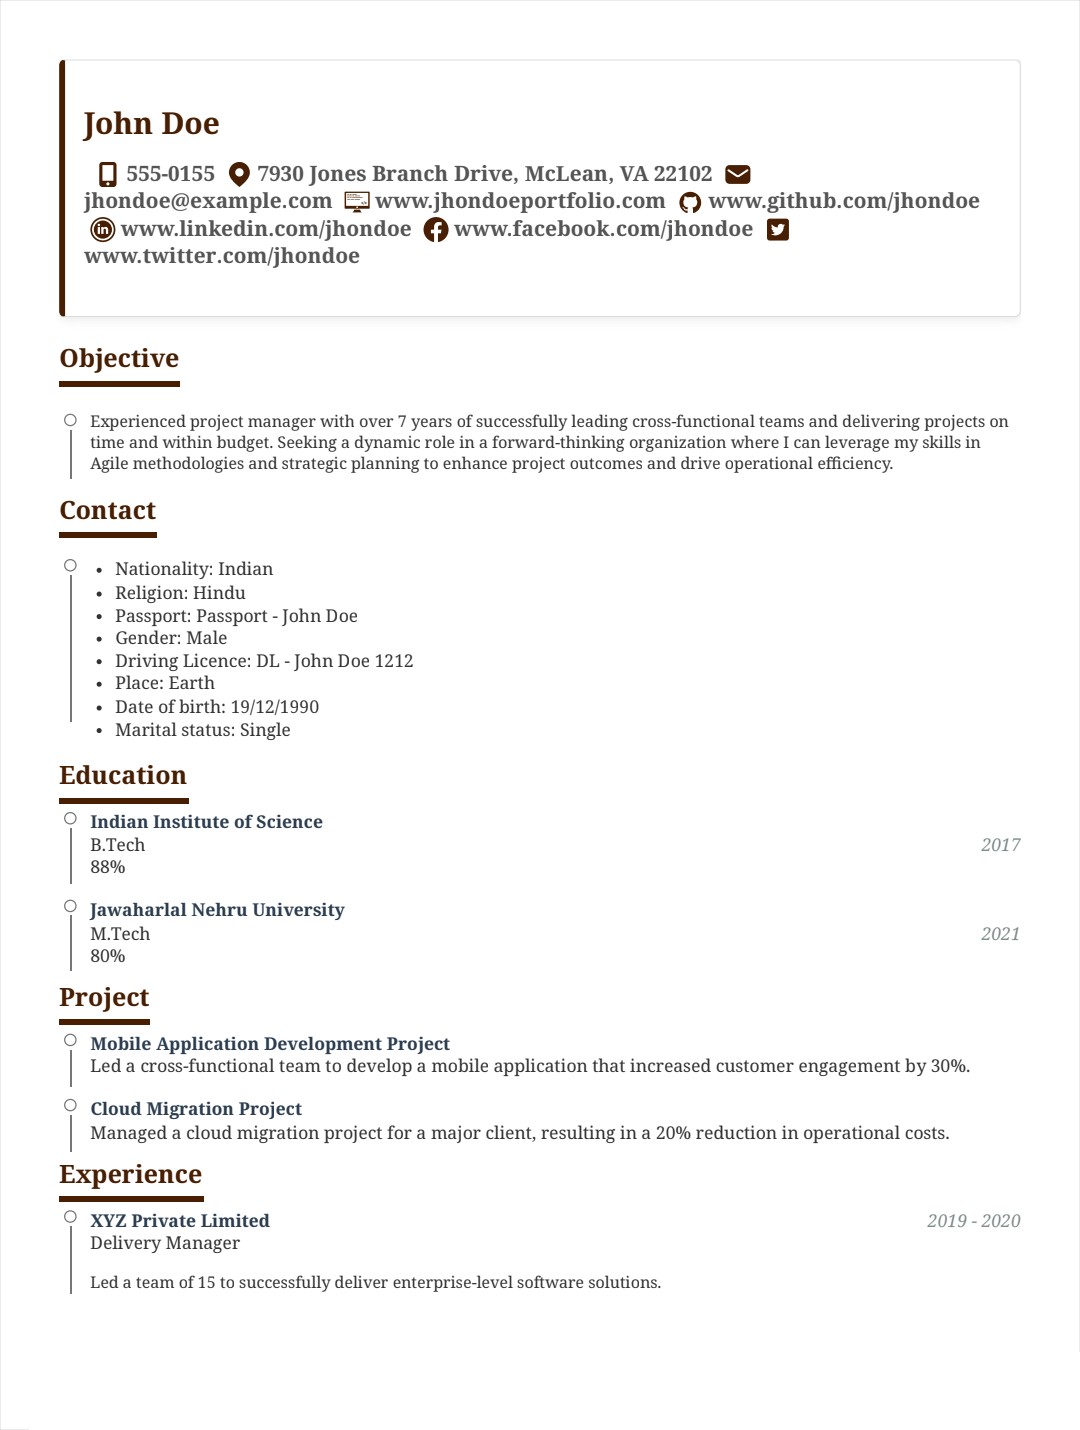 John Doe
555-0155 7930 Jones Branch Drive, McLean, VA 22102
jhondoe@example.com www.jhondoeportfolio.com www.github.com/jhondoe
www.linkedin.com/jhondoe www.facebook.com/jhondoe
www.twitter.com/jhondoe
Objective
Experienced project manager with over 7 years of successfully leading cross-functional teams and delivering projects on
time and within budget. Seeking a dynamic role in a forward-thinking organization where I can leverage my skills in
Agile methodologies and strategic planning to enhance project outcomes and drive operational efficiency.
Contact
• Nationality: Indian
• Religion: Hindu
• Passport: Passport - John Doe
• Gender: Male
• Driving Licence: DL - John Doe 1212
• Place: Earth
• Date of birth: 19/12/1990
• Marital status: Single
Education
Indian Institute of Science
B.Tech 2017
88%
Jawaharlal Nehru University
M.Tech 2021
80%
Project
Mobile Application Development Project
Led a cross-functional team to develop a mobile application that increased customer engagement by 30%.
Cloud Migration Project
Managed a cloud migration project for a major client, resulting in a 20% reduction in operational costs.
Experience
XYZ Private Limited 2019 - 2020
Delivery Manager
Led a team of 15 to successfully deliver enterprise-level software solutions.